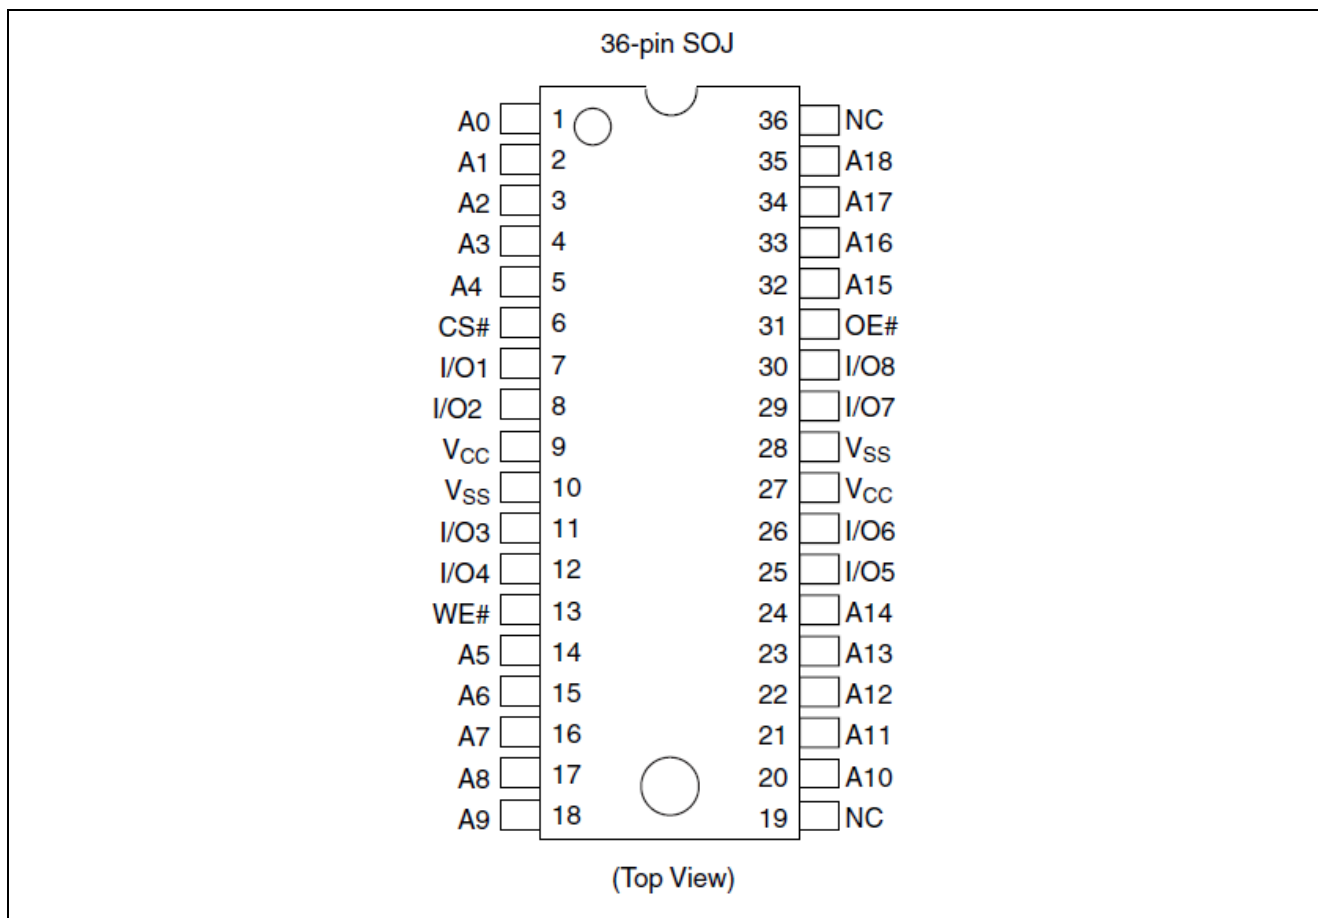 36-pin SOJ
A0 1 36 NC
A1 2 35 A18
A2 3 34 A17
A3 4 33 A16
A4 5 32 A15
CS# 6 31 OE#
I/O1 7 30 I/O8
I/O2 8 29 I/O7
VCC 9 28 VSS
VSS 10 27 VCC
I/O3 11 26 I/O6
I/O4 12 25 I/O5
WE# 13 24 A14
A5 14 23 A13
A6 15 22 A12
A7 16 21 A11
A8 17 20 A10
A9 18 19 NC
(Top View)